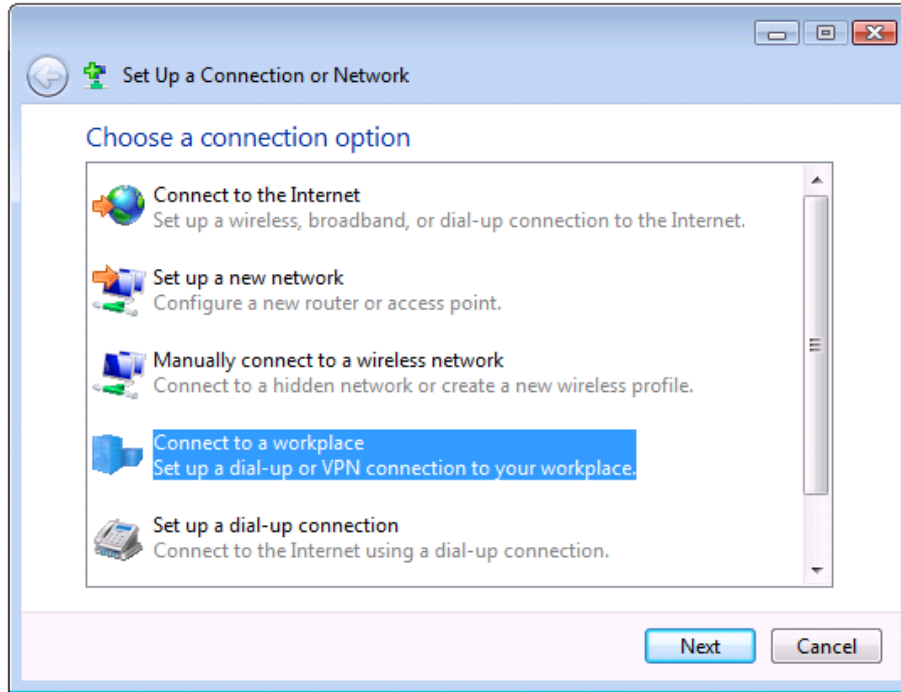 Set Up a Connection or Network
Choose a connection option
Connect to the Internet
Set up a wireless, broadband, or dial-up connection to the Internet.
Set up a new network
Configure a new router or access point.
Manually connect to a wireless network
Connect to a hidden network or create a new wireless profile.
Connect to a workplace
Set up a dial-up or VPN connection to your workplace.
Set up a dial-up connection
Connect to the Internet using a dial-up connection.
Next
Cancel